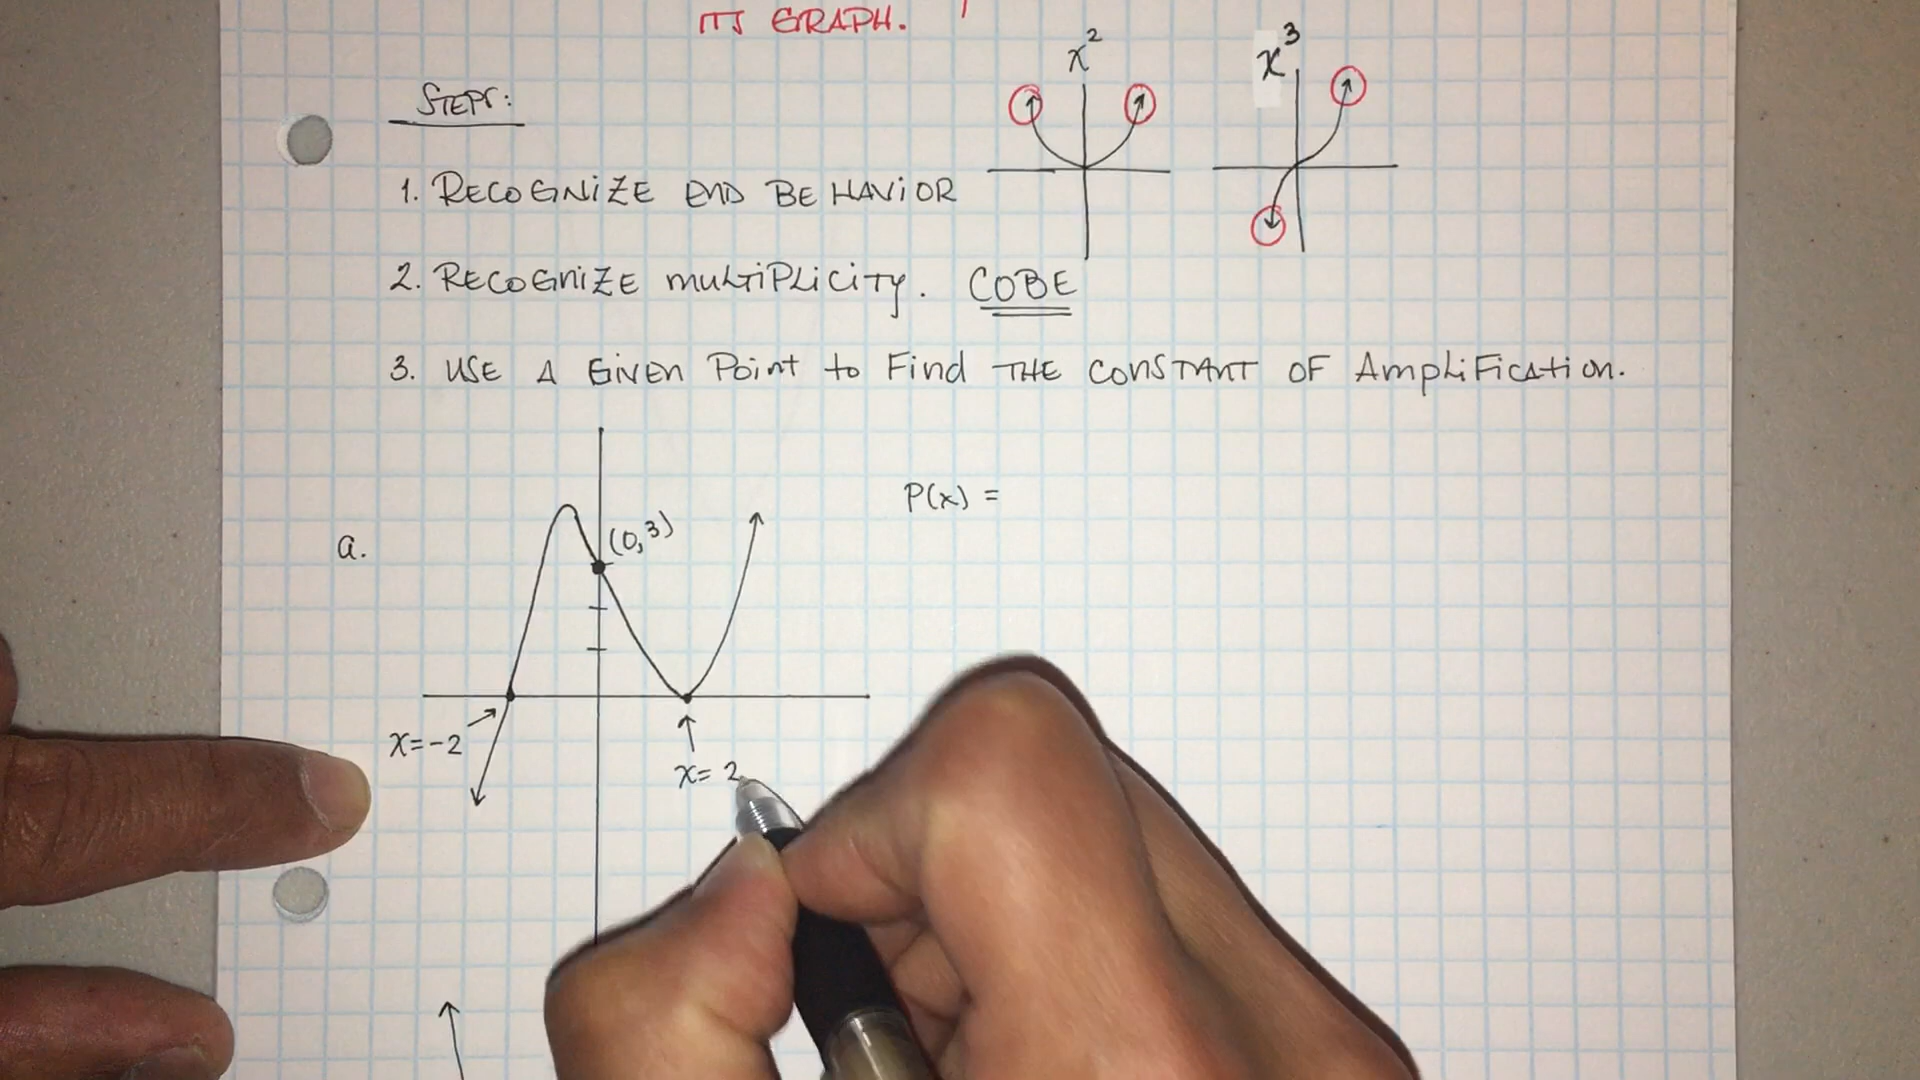 ITS GRAPH.
x²
x³
STEPS:
1. RECOGNIZE END BEHAVIOR
2. RECOGNIZE MULTIPLICITY. COBE
3. USE A GIVEN POINT TO FIND THE CONSTANT OF AMPLIFICATION.
P(x) =
(0,3)
a.
x=-2
x= 2